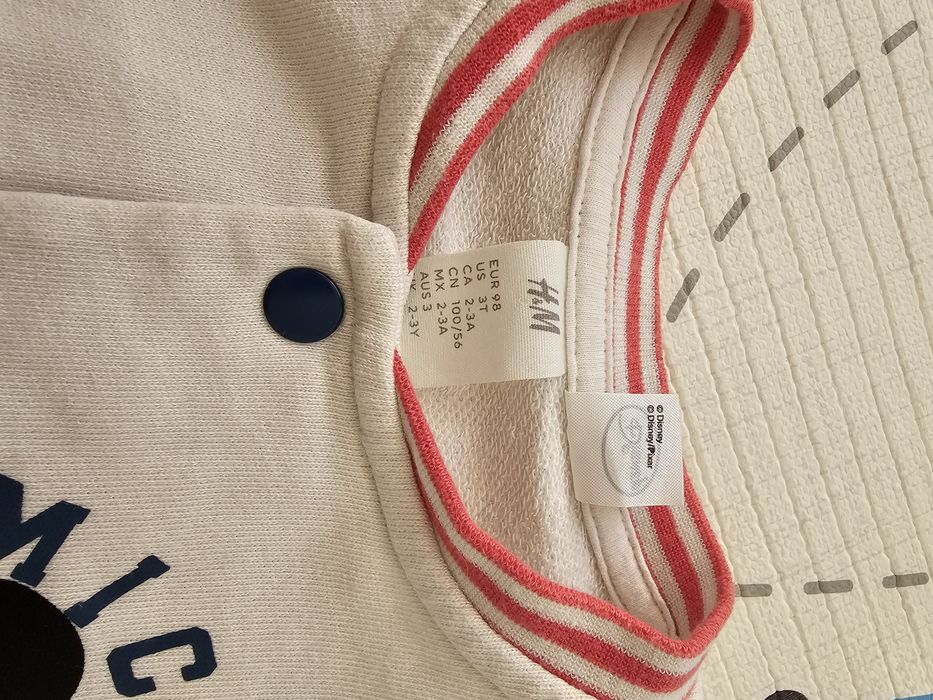 H&M
EUR 98
US 3T
CA 2-3A
CN 100/56
MX 2-3A
AUS 3
2-3Y
© Disney
© Disney/Pixar
MIC